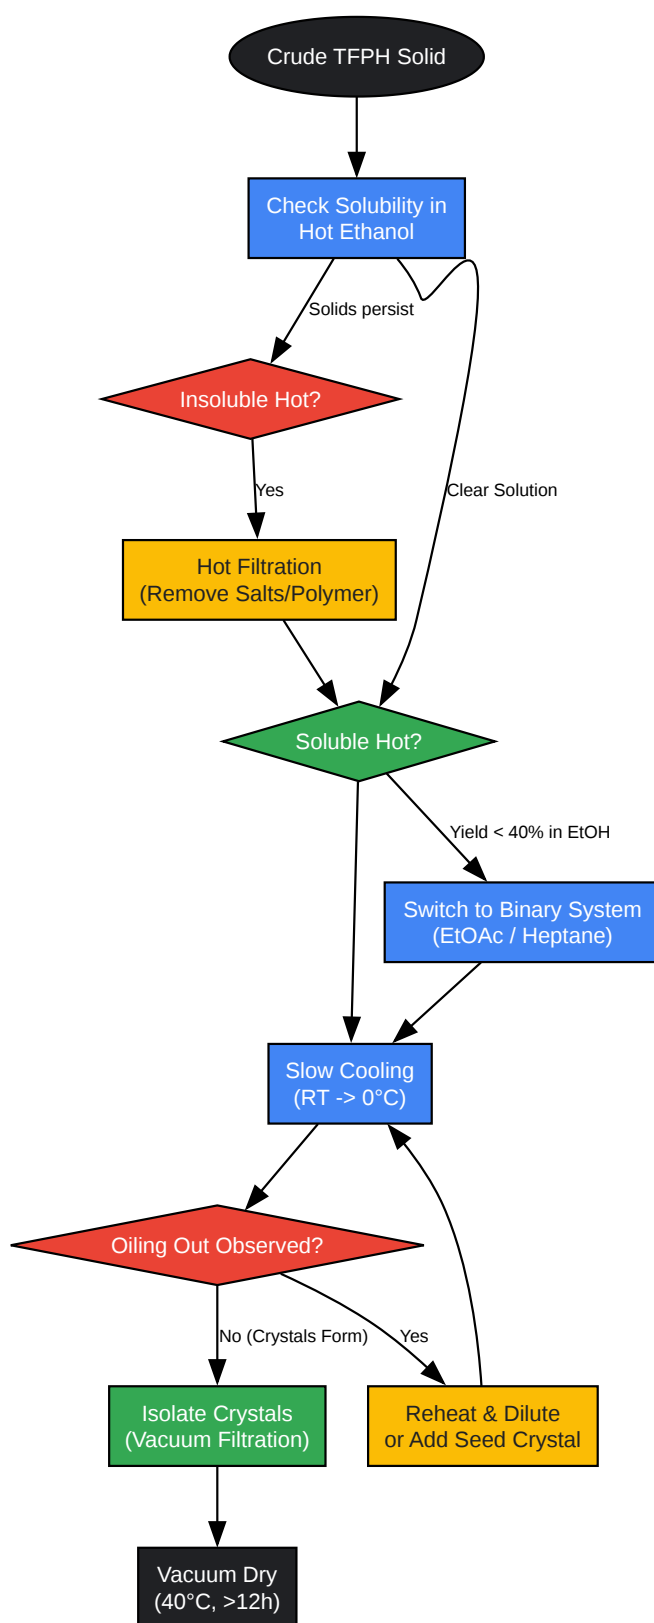 Crude TFPH Solid
Check Solubility in
Hot Ethanol
Solids persist
Insoluble Hot?
Yes
Clear Solution
Hot Filtration
(Remove Salts/Polymer)
Soluble Hot?
Yield < 40% in EtOH
Switch to Binary System
(EtOAc / Heptane)
Slow Cooling
(RT -> 0°C)
Oiling Out Observed?
No (Crystals Form)
Yes
Isolate Crystals
(Vacuum Filtration)
Reheat & Dilute
or Add Seed Crystal
Vacuum Dry
(40°C, >12h)